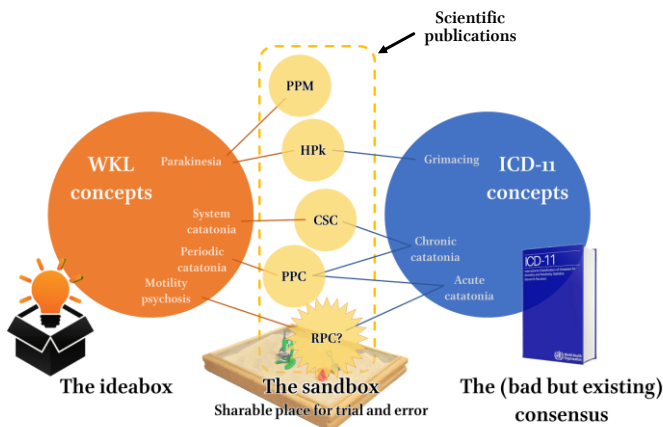 Scientific
publications
PPM
WKL
concepts
Parakinesia
HPk
Grimacing
ICD-11
concepts
System
catatonia
CSC
Chronic
catatonia
Periodic
catatonia
PPC
Acute
catatonia
Motility
psychosis
RPC?
ICD-11
The ideabox
The sandbox
Sharable place for trial and error
The (bad but existing)
consensus